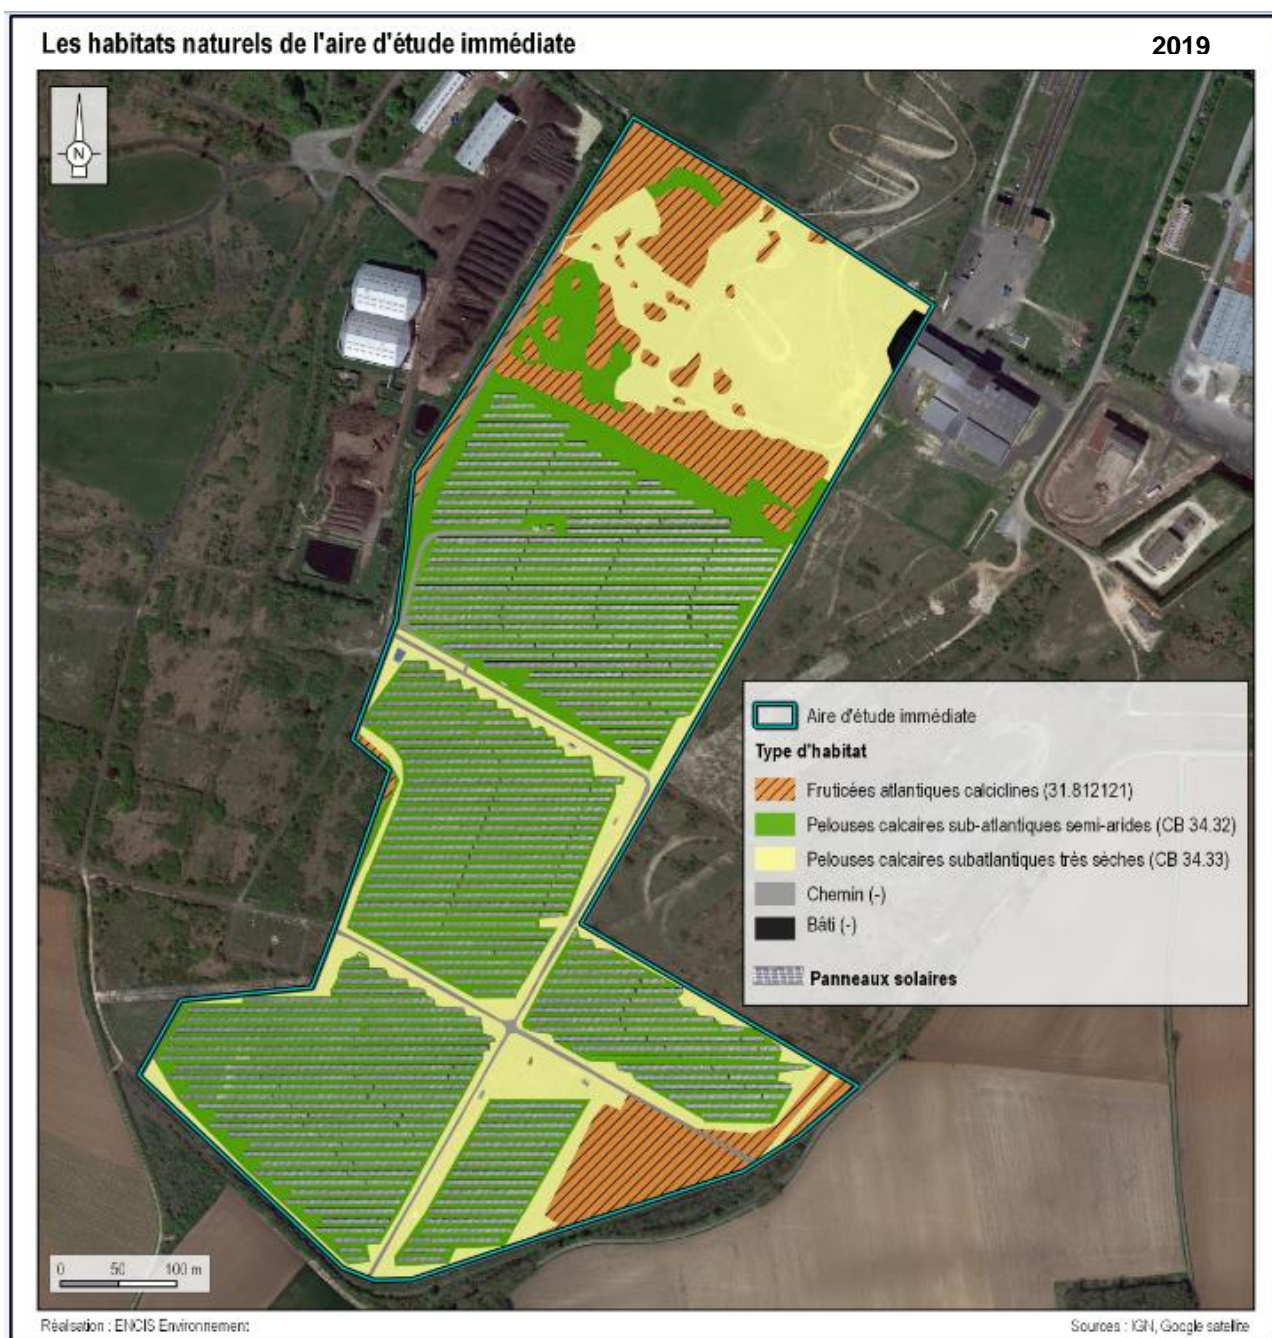 Les habitats naturels de l'aire d'étude immédiate
2019
N
Aire d'étude immédiate
Type d'habitat
Fruticées atlantiques calciclines (31.812121)
Pelouses calcaires sub-atlantiques semi-arides (CB 34.32)
Pelouses calcaires subatlantiques très sèches (CB 34.33)
Chemin (-)
Bâti (-)
Panneaux solaires
0 50 100 m
Réalisation : ENCIS Environnement
Sources : IGN, Google satellite